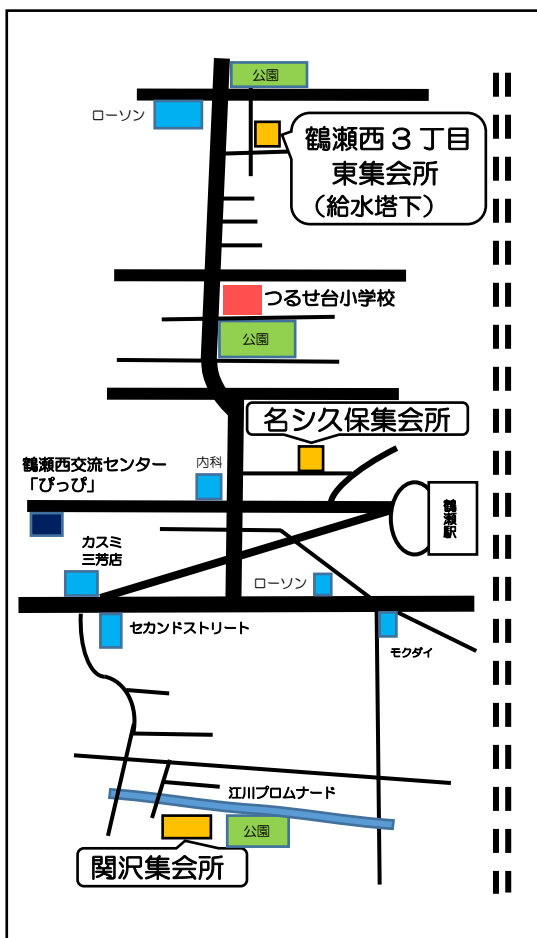 公園
ローソン
鶴瀬西3丁目
東集会所
（給水塔下）
つるせ台小学校
公園
名シ久保集会所
鶴瀬西交流センター
「ぴっぴ」
内科
鶴瀬駅
カスミ
三芳店
ローソン
セカンドストリート
モクダイ
江川プロムナード
公園
関沢集会所